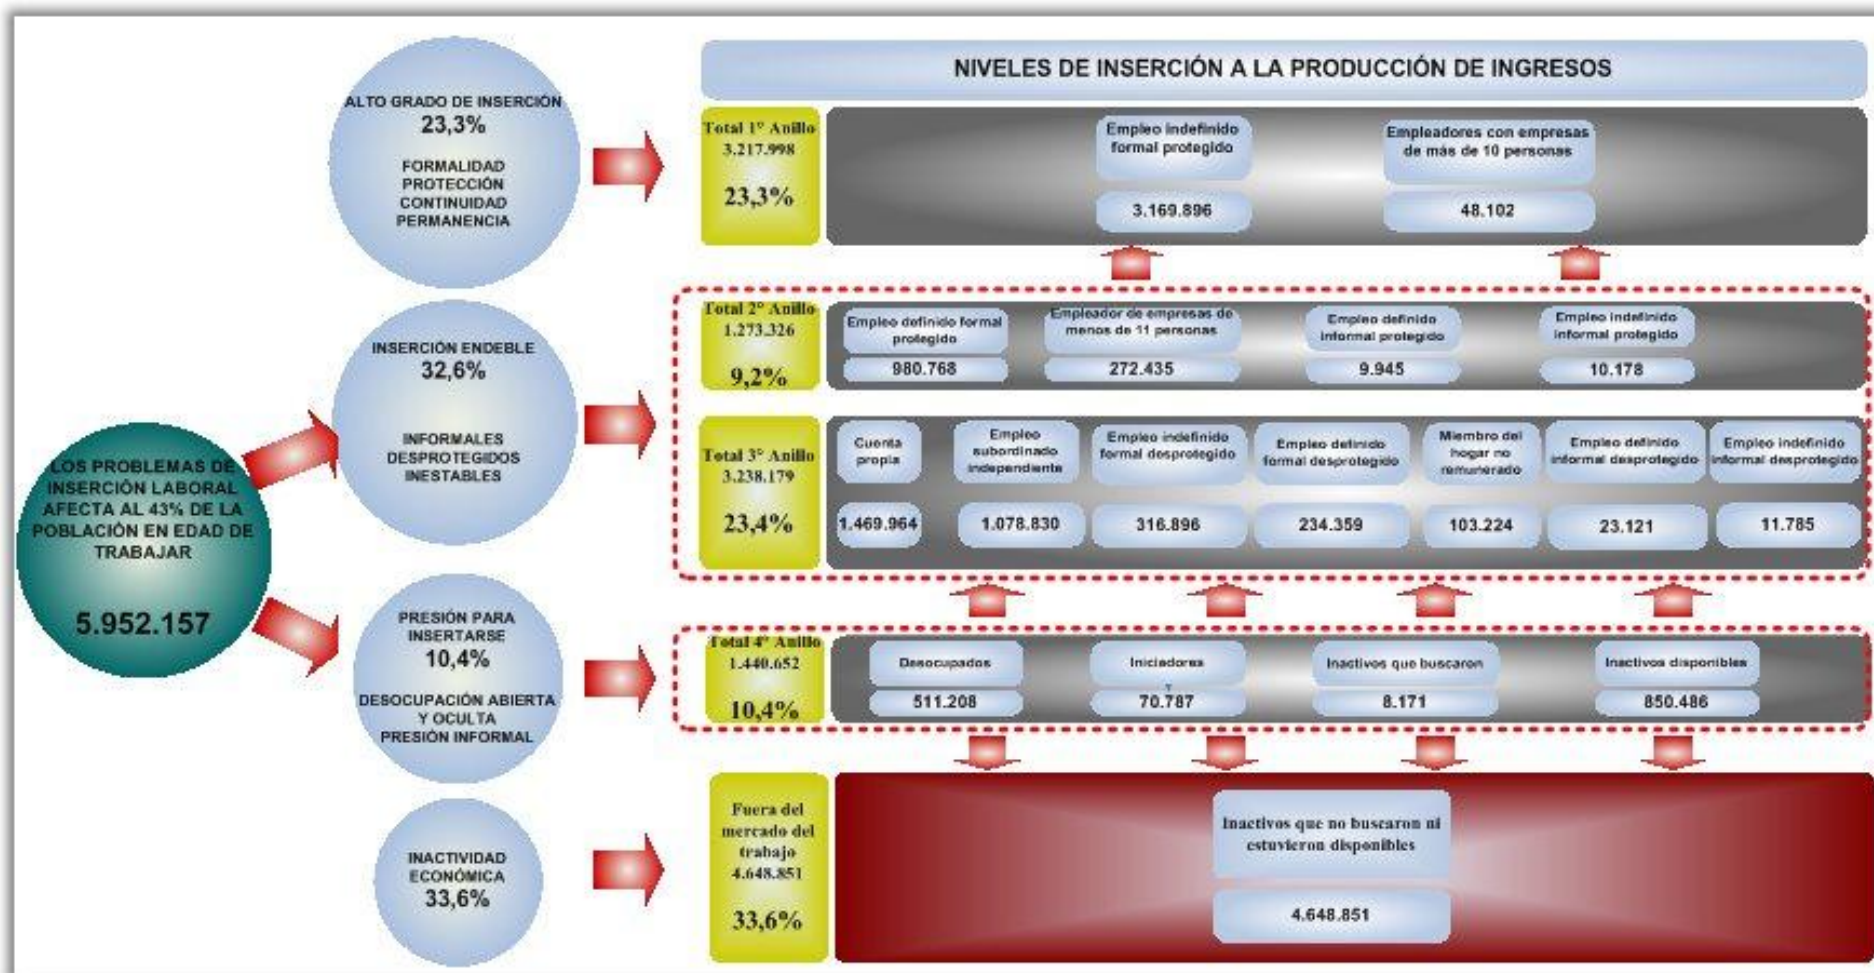 NIVELES DE INSERCIÓN A LA PRODUCCIÓN DE INGRESOS
ALTO GRADO DE INSERCIÓN
23,3%
FORMALIDAD
PROTECCIÓN
CONTINUIDAD
PERMANENCIA
Total 1° Anillo
3.217.998
23,3%
Empleo indefinido
formal protegido
3.169.896
Empleadores con empresas
de más de 10 personas
48.102
LOS PROBLEMAS DE
INSERCIÓN LABORAL
AFECTA AL 43% DE LA
POBLACIÓN EN EDAD DE
TRABAJAR
5.952.157
INSERCIÓN ENDEBLE
32,6%
INFORMALES
DESPROTEGIDOS
INESTABLES
Total 2° Anillo
1.273.326
9,2%
Empleo definido formal
protegido
980.768
Empleador de empresas de
menos de 11 personas
272.435
Empleo definido
informal protegido
9.945
Empleo indefinido
informal protegido
10.178
Total 3° Anillo
3.238.179
23,4%
Cuenta
propia
1.469.964
Empleo
subordinado
independiente
1.078.830
Empleo indefinido
formal desprotegido
316.896
Empleo definido
formal desprotegido
234.359
Miembro del
hogar no
remunerado
103.224
Empleo definido
informal desprotegido
23.121
Empleo indefinido
informal desprotegido
11.785
PRESIÓN PARA
INSERTARSE
10,4%
DESOCUPACIÓN ABIERTA
Y OCULTA
PRESIÓN INFORMAL
Total 4° Anillo
1.440.652
10,4%
Desocupados
511.208
Iniciadores
70.787
Inactivos que buscaron
8.171
Inactivos disponibles
850.486
INACTIVIDAD
ECONÓMICA
33,6%
Fuera del
mercado del
trabajo
4.648.851
33,6%
Inactivos que no buscaron ni
estuvieron disponibles
4.648.851